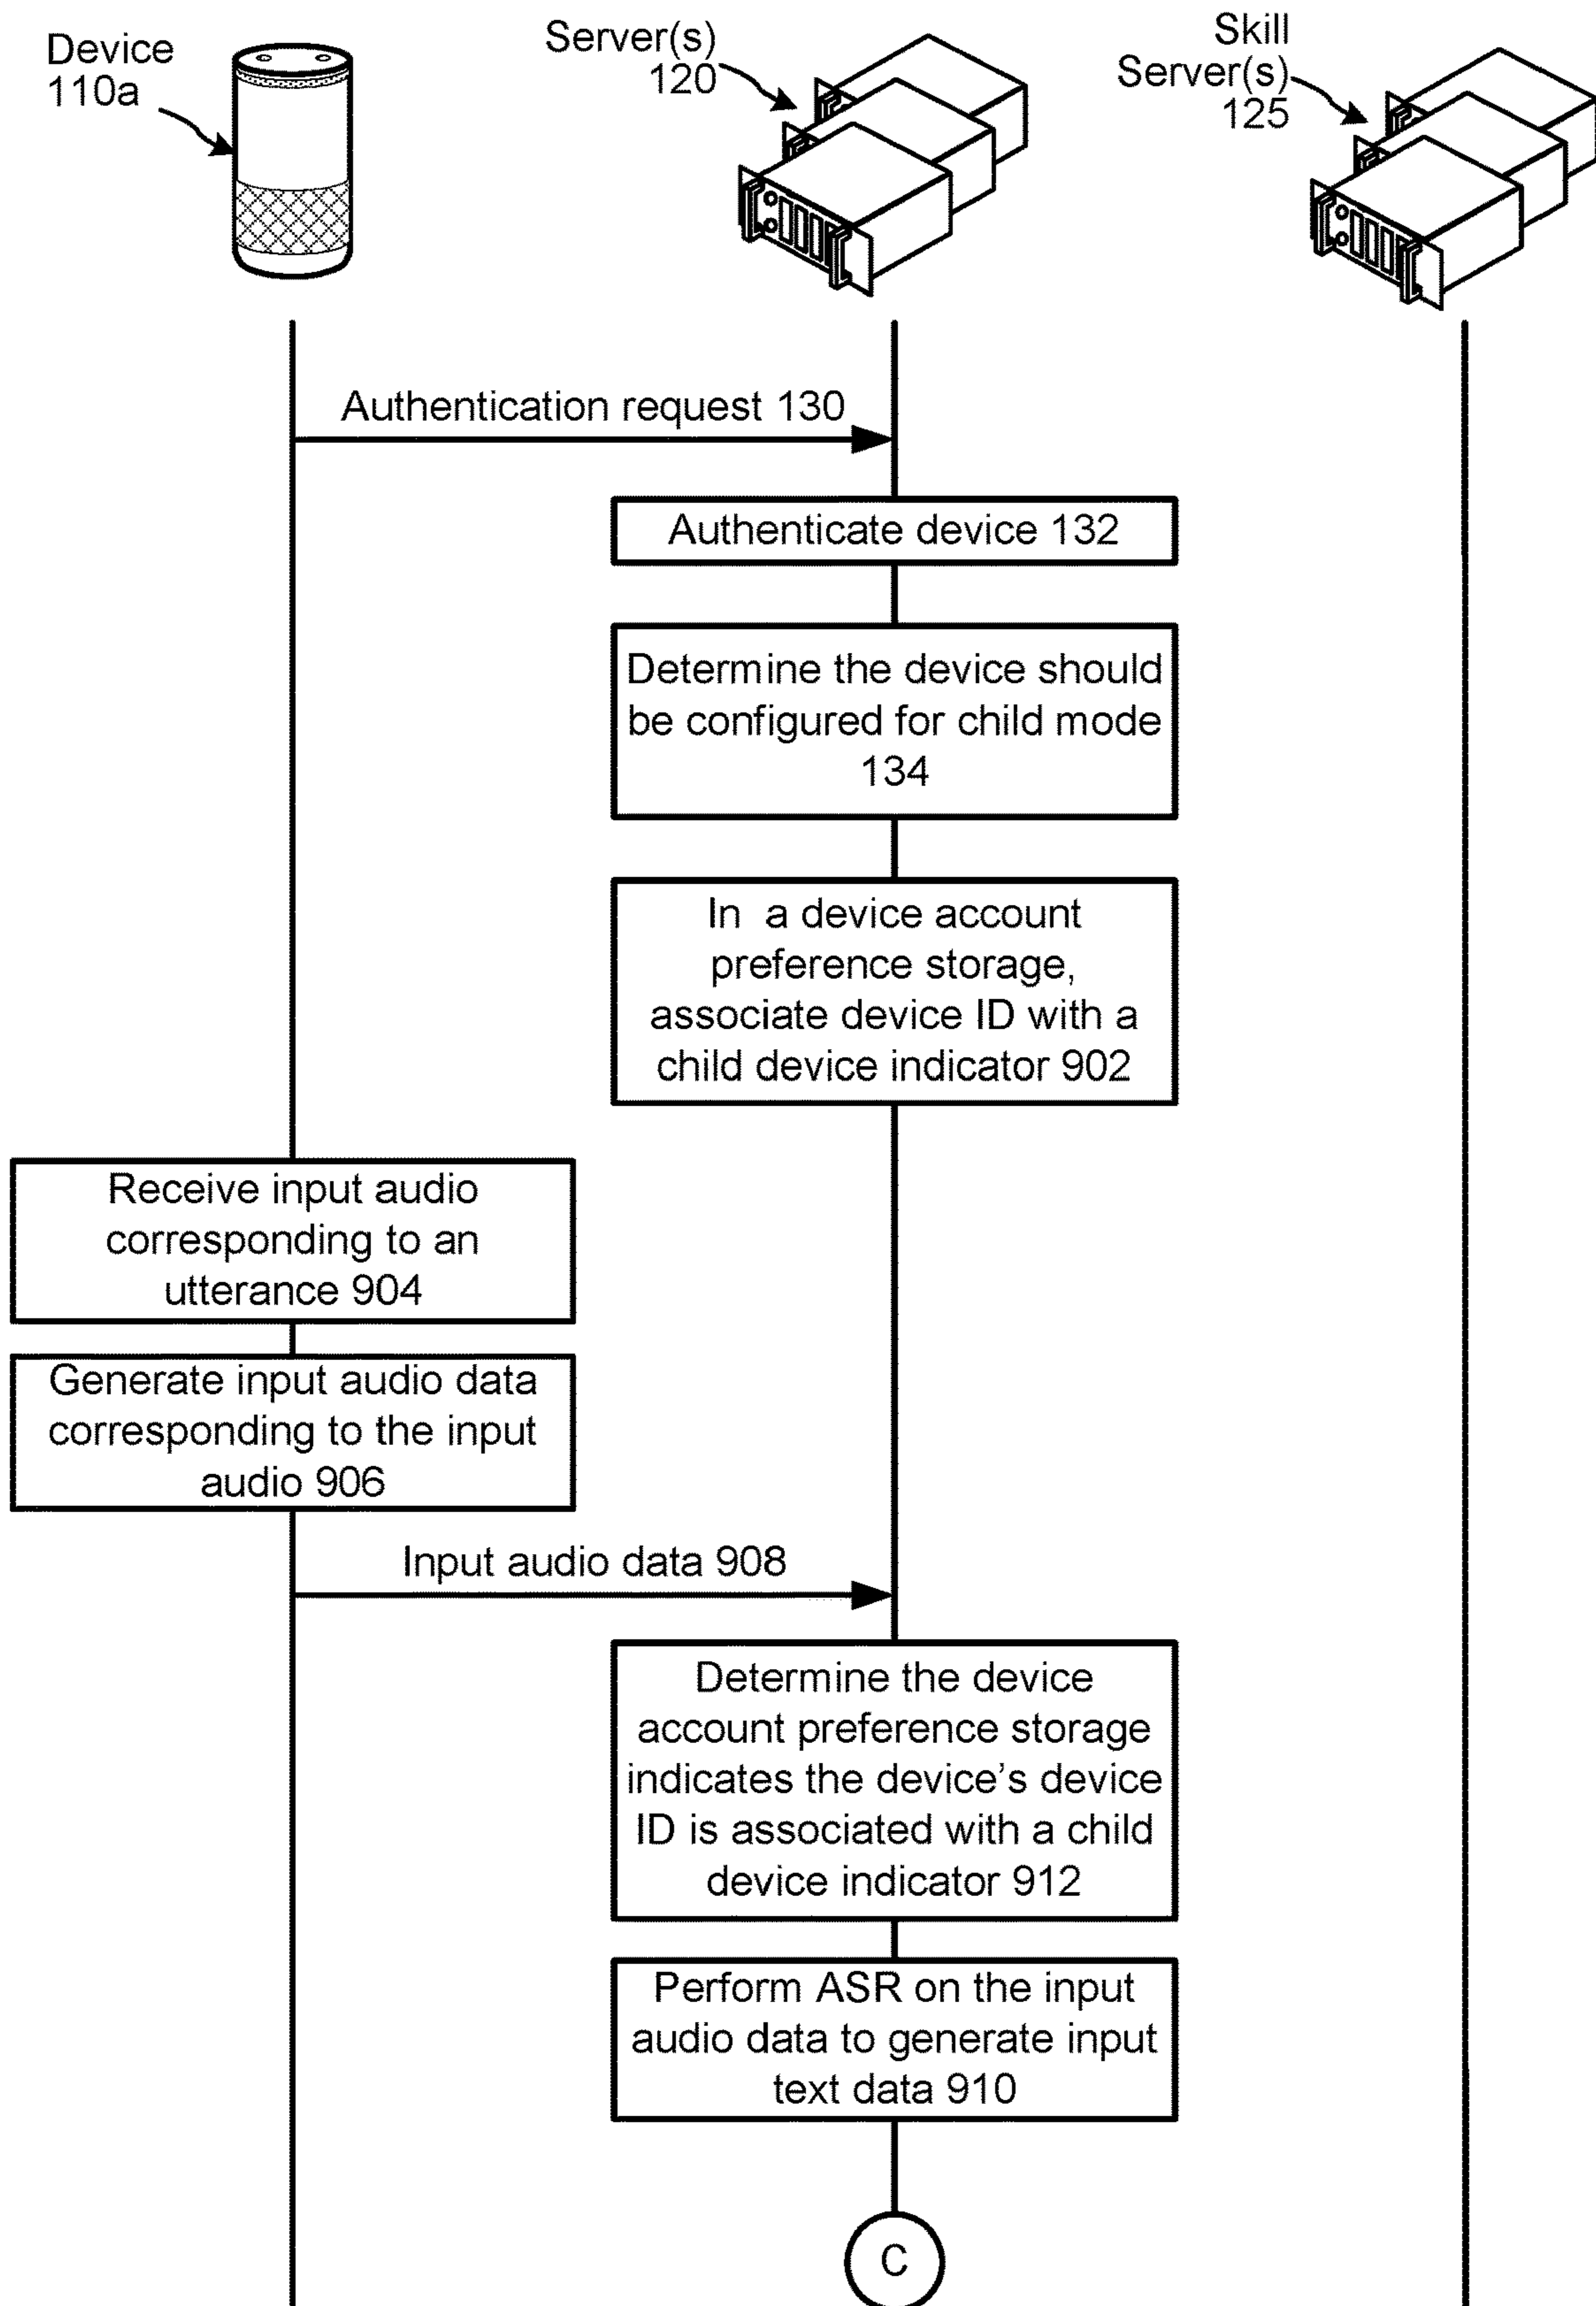 Device
110a
Server(s)
120
Skill
Server(s)
125
Authentication request 130
Authenticate device 132
Determine the device should
be configured for child mode
134
In a device account
preference storage,
associate device ID with a
child device indicator 902
Receive input audio
corresponding to an
utterance 904
Generate input audio data
corresponding to the input
audio 906
Input audio data 908
Determine the device
account preference storage
indicates the device's device
ID is associated with a child
device indicator 912
Perform ASR on the input
audio data to generate input
text data 910
C